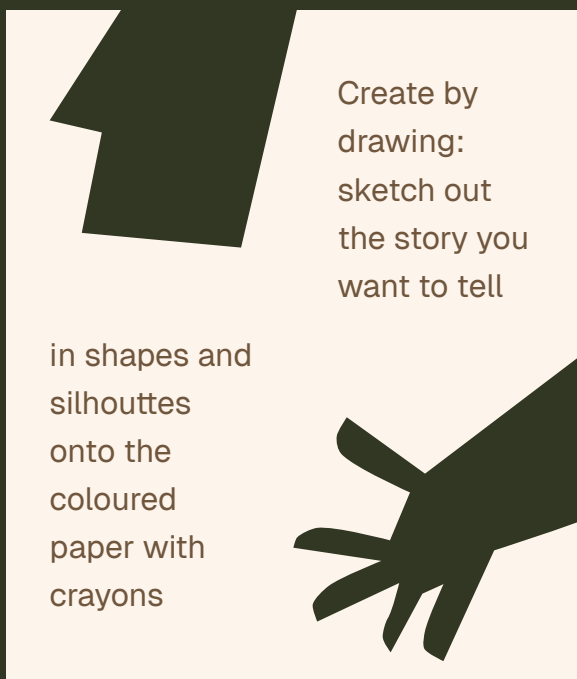 Create by
drawing:
sketch out
the story you
want to tell
in shapes and
silhouttes
onto the
coloured
paper with
crayons